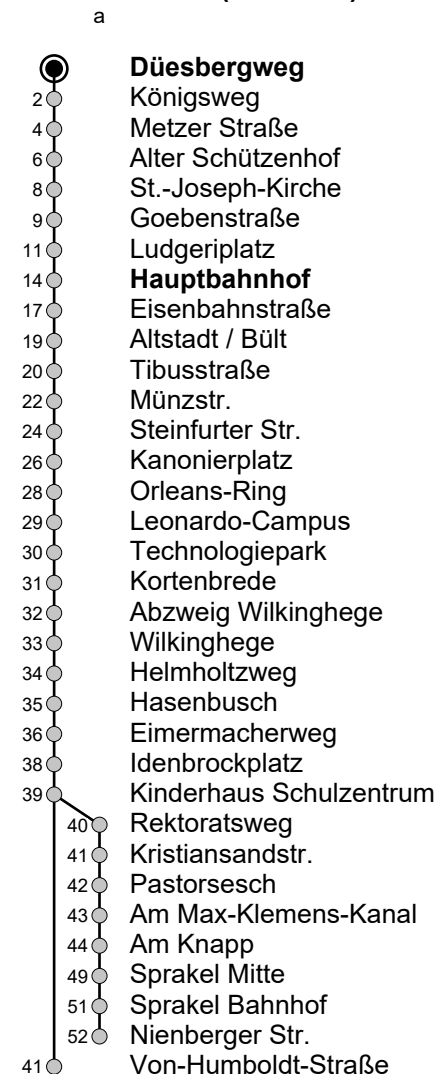 a
Düesbergweg
2 Königsweg
4 Metzer Straße
6 Alter Schützenhof
8 St.-Joseph-Kirche
9 Goebenstraße
11 Ludgeriplatz
14 Hauptbahnhof
17 Eisenbahnstraße
19 Altstadt / Bült
20 Tibusstraße
22 Münzstr.
24 Steinfurter Str.
26 Kanonierplatz
28 Orleans-Ring
29 Leonardo-Campus
30 Technologiepark
31 Kortenbrede
32 Abzweig Wilkinghege
33 Wilkinghege
34 Helmholtzweg
35 Hasenbusch
36 Eimermacherweg
38 Idenbrockplatz
39 Kinderhaus Schulzentrum
40 Rektoratsweg
41 Kristiansandstr.
42 Pastorsesch
43 Am Max-Klemens-Kanal
44 Am Knapp
49 Sprakel Mitte
51 Sprakel Bahnhof
52 Nienberger Str.
41 Von-Humboldt-Straße